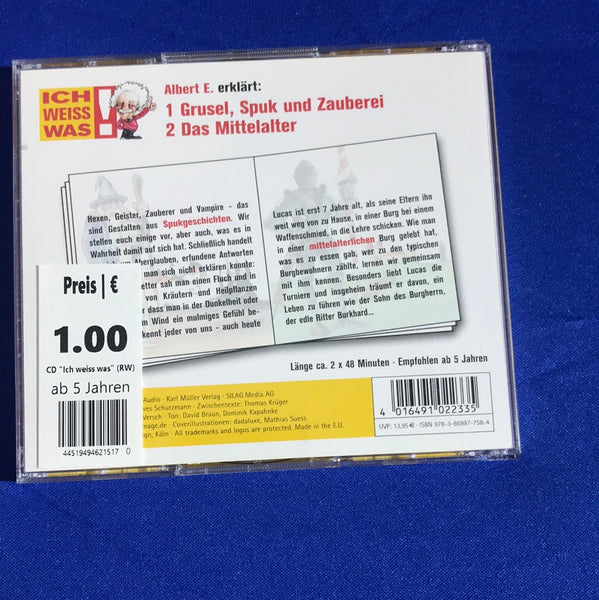 ICH
WEISS
WAS!
Albert E. erklärt:
1 Grusel, Spuk und Zauberei
2 Das Mittelalter
Hexen, Geister, Zauberer und Vampire - das
sind Gestalten aus Spukgeschichten. Wir
stellen euch einige vor, aber auch, was es in
Wahrheit damit auf sich hat. Schließlich handelt
Aberglauben, erfundene Antworten
man sich nicht erklären konnte:
etter sah man einen Fluch und in
von Kräutern und Heilpflanzen
r dass man in der Dunkelheit oder
m Wind ein mulmiges Gefühl be-
kennt jeder von uns - auch heute
Lucas ist erst 7 Jahre alt, als seine Eltern ihn
weit weg von zu Hause, in einer Burg bei einem
Waffenschmied, in die Lehre schicken. Wie man
in einer mittelalterlichen Burg gelebt hat,
was es zu essen gab, wer zu den typischen
Burgbewohnern zählte, lernen wir gemeinsam
mit ihm kennen. Besonders liebt Lucas die
Turniere und insgeheim träumt er davon, ein
Leben zu führen wie der Sohn des Burgherrn,
der edle Ritter Burkhard...
Länge ca. 2 x 48 Minuten · Empfohlen ab 5 Jahren
Preis | €
1.00
CD "Ich weiss was" (RW)
ab 5 Jahren
44519494621517 0
Audio · Karl Müller Verlag · SILAG Media AG
ves Schurzmann · Zwischentexte: Thomas Krüger
Versch · Ton: David Braun, Dominik Kapahnke
mage.de · Coverillustrationen: dadaluxe, Mathias Suess
ign, Köln · All trademarks and logos are protected. Made in the E.U.
4 016491 022335
UVP: 13,95 € · ISBN 978-3-86997-758-4